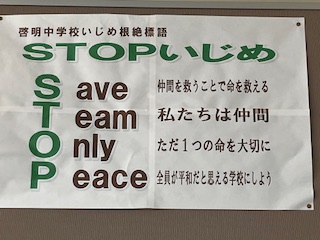 啓明中学校いじめ根絶標語
STOPいじめ
Save 仲間を救うことで命を救える
Team 私たちは仲間
Only ただ1つの命を大切に
Peace 全員が平和だと思える学校にしよう